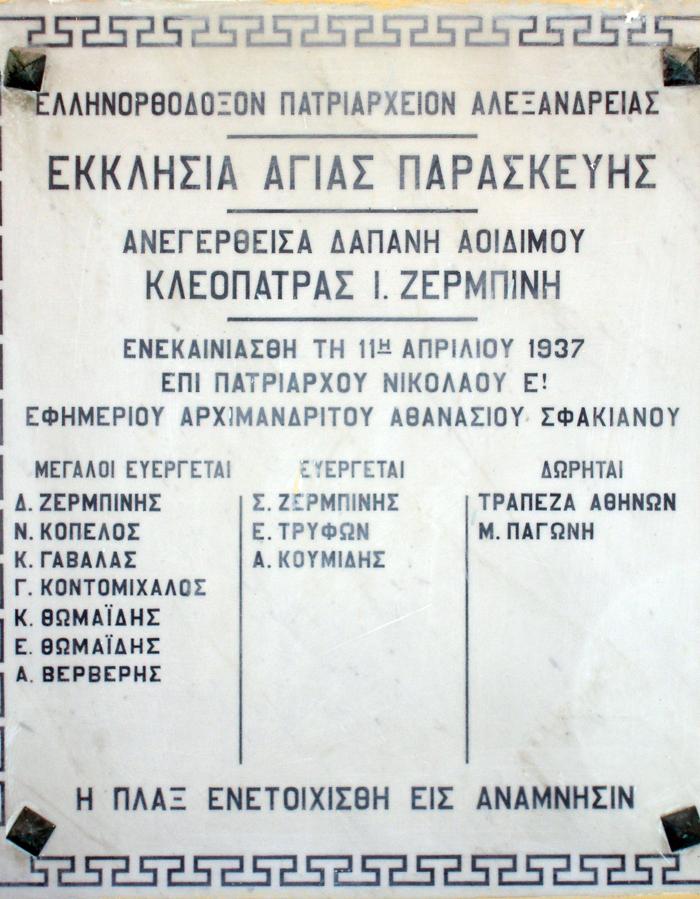 ΕΛΛΗΝΟΡΘΟΔΟΞΟΝ ΠΑΤΡΙΑΡΧΕΙΟΝ ΑΛΕΞΑΝΔΡΕΙΑΣ
ΕΚΚΛΗΣΙΑ ΑΓΙΑΣ ΠΑΡΑΣΚΕΥΗΣ
ΑΝΕΓΕΡΘΕΙΣΑ ΔΑΠΑΝΗ ΑΟΙΔΙΜΟΥ
ΚΛΕΟΠΑΤΡΑΣ Ι. ΖΕΡΜΠΙΝΗ
ΕΝΕΚΑΙΝΙΑΣΘΗ ΤΗ 11Η ΑΠΡΙΛΙΟΥ 1937
ΕΠΙ ΠΑΤΡΙΑΡΧΟΥ ΝΙΚΟΛΑΟΥ Ε!
ΕΦΗΜΕΡΙΟΥ ΑΡΧΙΜΑΝΔΡΙΤΟΥ ΑΘΑΝΑΣΙΟΥ ΣΦΑΚΙΑΝΟΥ
ΜΕΓΑΛΟΙ ΕΥΕΡΓΕΤΑΙ
Δ. ΖΕΡΜΠΙΝΗΣ
Ν. ΚΟΠΕΛΟΣ
Κ. ΓΑΒΑΛΑΣ
Γ. ΚΟΝΤΟΜΙΧΑΛΟΣ
Κ. ΘΩΜΑΪΔΗΣ
Ε. ΘΩΜΑΪΔΗΣ
Α. ΒΕΡΒΕΡΗΣ
ΕΥΕΡΓΕΤΑΙ
Σ. ΖΕΡΜΠΙΝΗΣ
Ε. ΤΡΥΦΩΝ
Α. ΚΟΥΜΙΔΗΣ
ΔΩΡΗΤΑΙ
ΤΡΑΠΕΖΑ ΑΘΗΝΩΝ
Μ. ΠΑΓΩΝΗ
Η ΠΛΑΞ ΕΝΕΤΟΙΧΙΣΘΗ ΕΙΣ ΑΝΑΜΝΗΣΙΝ